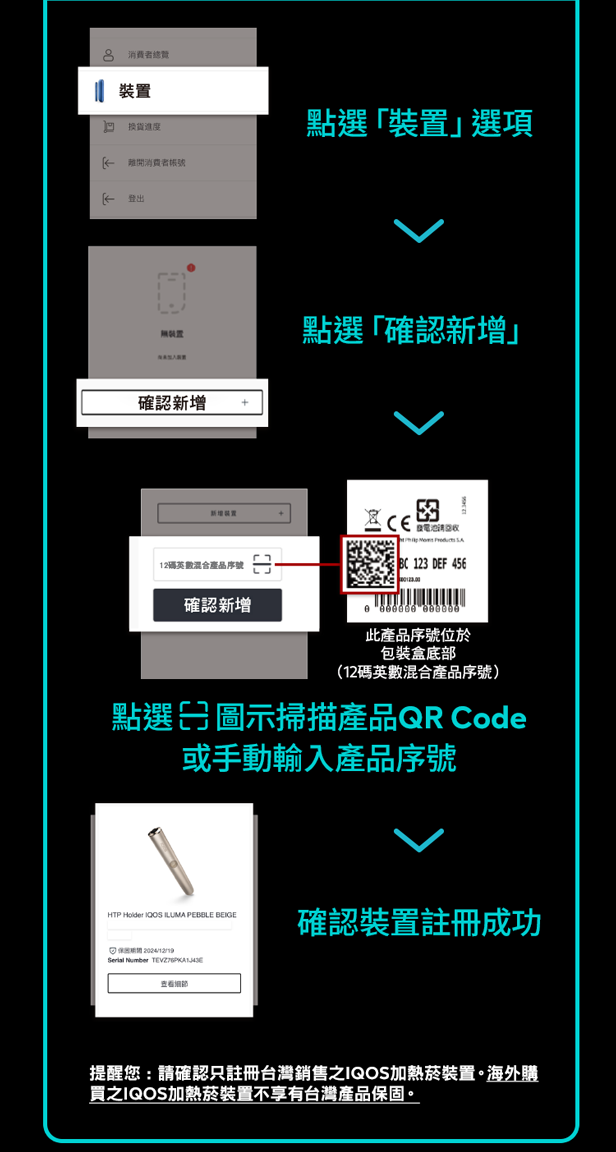 消費者總覽
裝置
點選「裝置」選項
換貨進度
離開消費者帳號
登出
無裝置
點選「確認新增」
確認新增 +
新增裝置 +
廢電池請回收
Philip Morris Products S.A.
12碼英數混合產品序號
BC 123 DEF 456
確認新增
0 000000 000000
此產品序號位於
包裝盒底部
（12碼英數混合產品序號）
點選 圖示掃描產品QR Code
或手動輸入產品序號
HTP Holder IQOS ILUMA PEBBLE BEIGE
確認裝置註冊成功
保固期間 2024/12/19
Serial Number TEVZ76PKA1J43E
查看細節
提醒您：請確認只註冊台灣銷售之IQOS加熱菸裝置。海外購
買之IQOS加熱菸裝置不享有台灣產品保固。